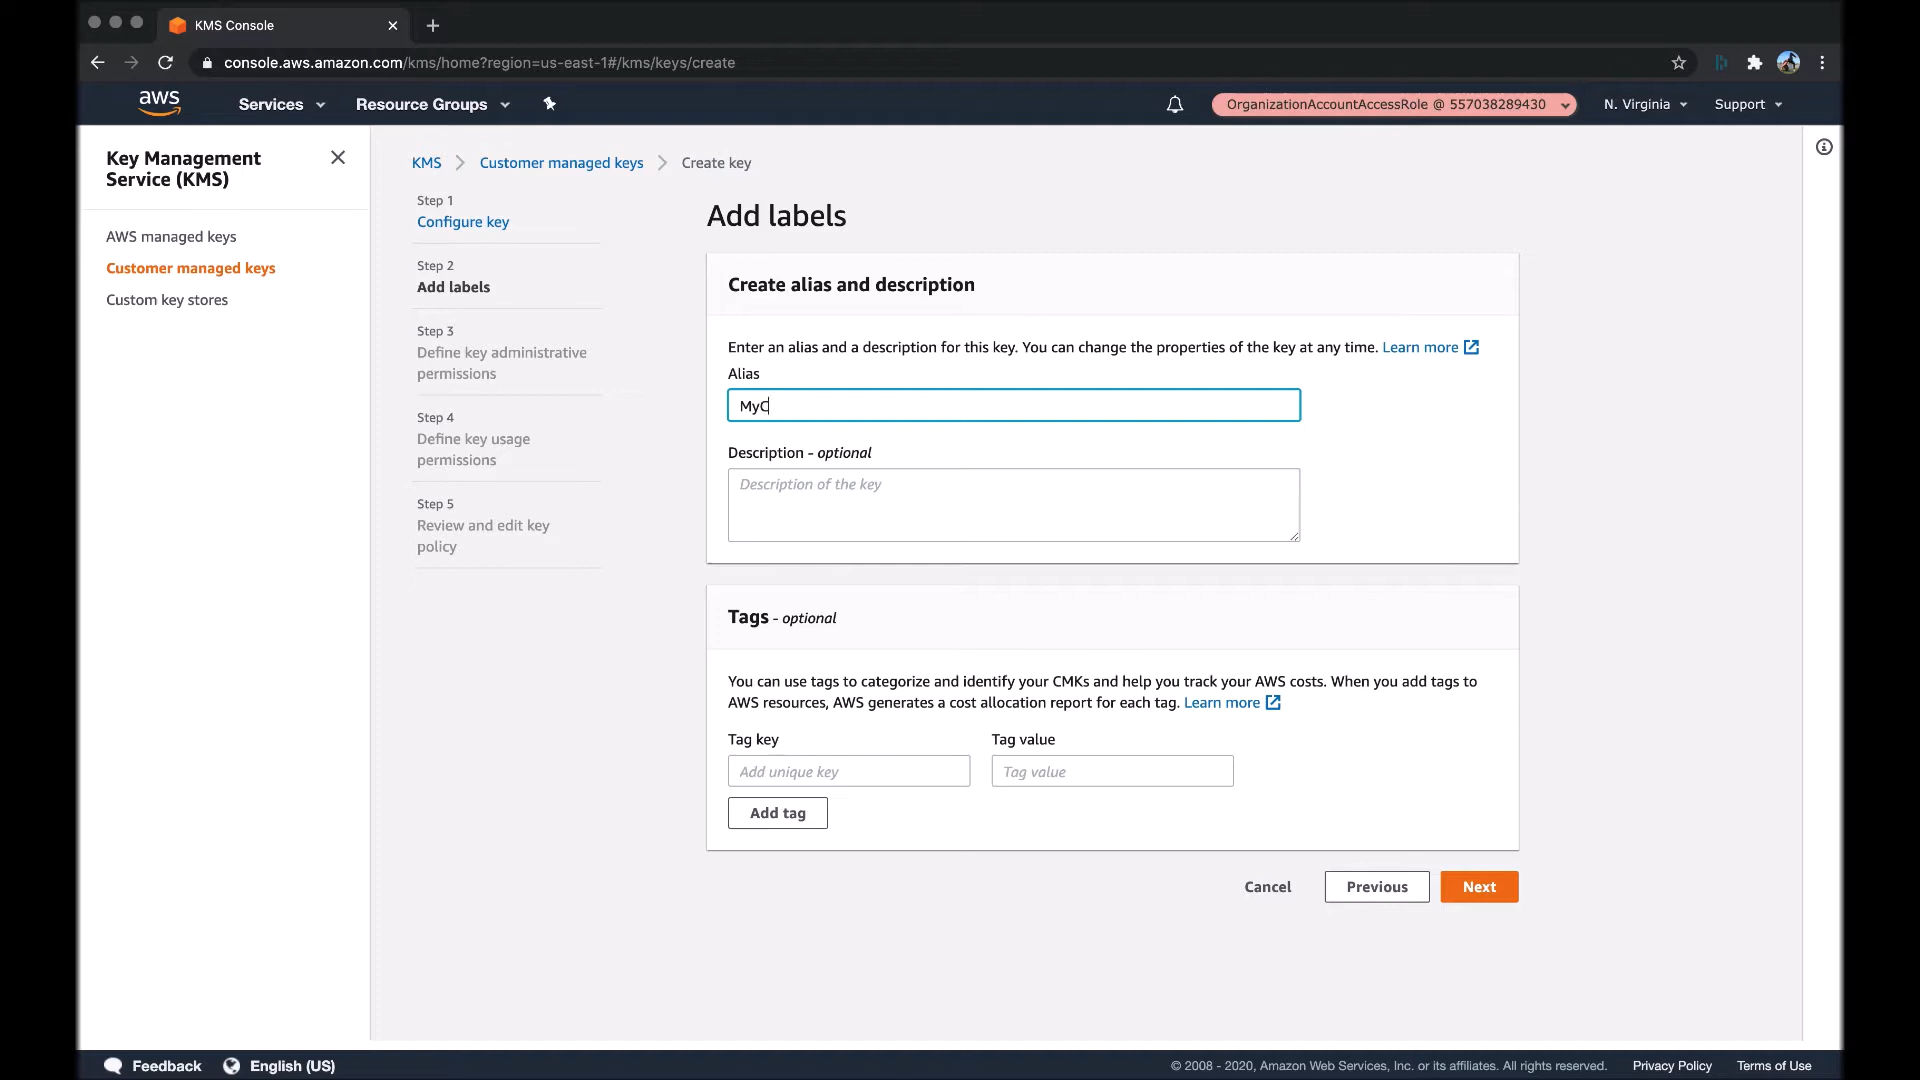 KMS Console
console.aws.amazon.com/kms/home?region=us-east-1#/kms/keys/create
aws
Services
Resource Groups
OrganizationAccountAccessRole @ 557038289430
N. Virginia
Support
Key Management
Service (KMS)
AWS managed keys
Customer managed keys
Custom key stores
KMS
Customer managed keys
Create key
Step 1
Configure key
Step 2
Add labels
Step 3
Define key administrative
permissions
Step 4
Define key usage
permissions
Step 5
Review and edit key
policy
Add labels
Create alias and description
Enter an alias and a description for this key. You can change the properties of the key at any time. Learn more
Alias
MyC
Description - optional
Description of the key
Tags - optional
You can use tags to categorize and identify your CMKs and help you track your AWS costs. When you add tags to
AWS resources, AWS generates a cost allocation report for each tag. Learn more
Tag key
Tag value
Add unique key
Tag value
Add tag
Cancel
Previous
Next
Feedback
English (US)
© 2008 - 2020, Amazon Web Services, Inc. or its affiliates. All rights reserved.
Privacy Policy
Terms of Use